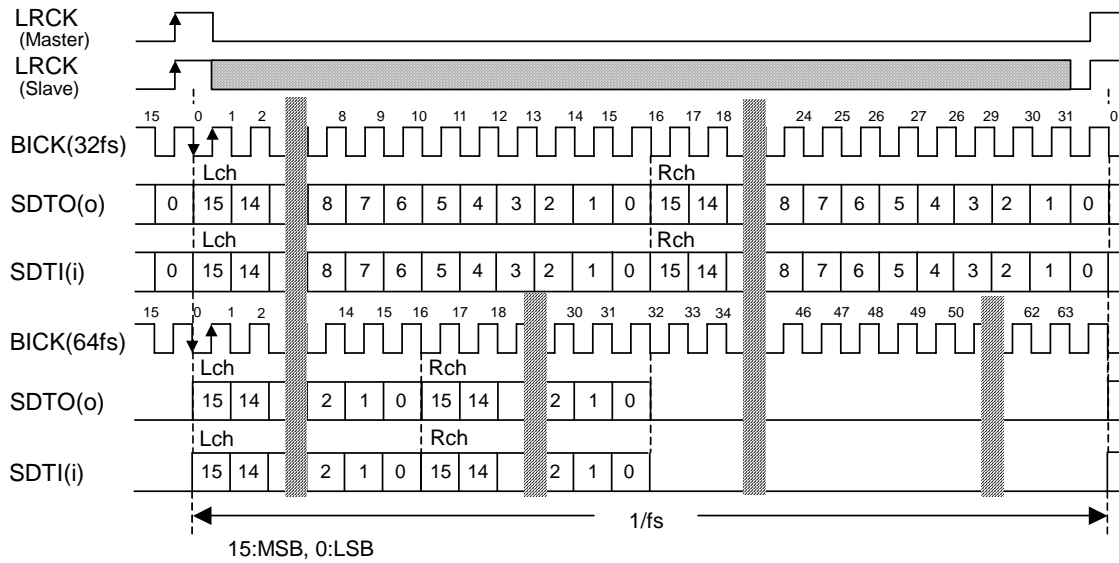 LRCK
(Master)
LRCK
(Slave)
15 0 1 2 8 9 10 11 12 13 14 15 16 17 18 24 25 26 27 26 29 30 31 0
BICK(32fs)
Lch Rch
SDTO(o) 0 15 14 8 7 6 5 4 3 2 1 0 15 14 8 7 6 5 4 3 2 1 0
Lch Rch
SDTI(i) 0 15 14 8 7 6 5 4 3 2 1 0 15 14 8 7 6 5 4 3 2 1 0
15 0 1 2 14 15 16 17 18 30 31 32 33 34 46 47 48 49 50 62 63
BICK(64fs)
Lch Rch
SDTO(o) 15 14 2 1 0 15 14 2 1 0
Lch Rch
SDTI(i) 15 14 2 1 0 15 14 2 1 0
1/fs
15:MSB, 0:LSB